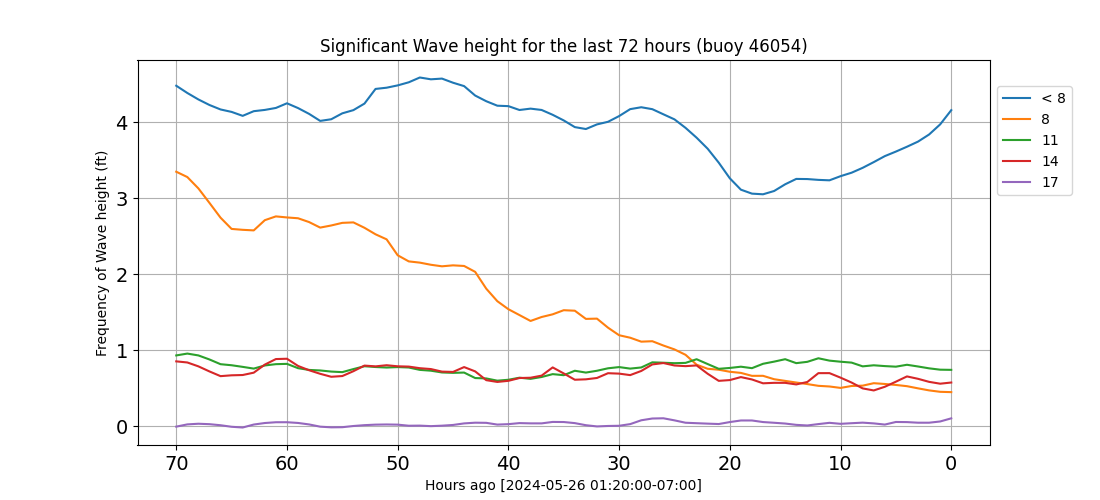 Significant Wave height for the last 72 hours (buoy 46054)
Frequency of Wave height (ft)
4
3
2
1
0
70 60 50 40 30 20 10 0
Hours ago [2024-05-26 01:20:00-07:00]
< 8
8
11
14
17